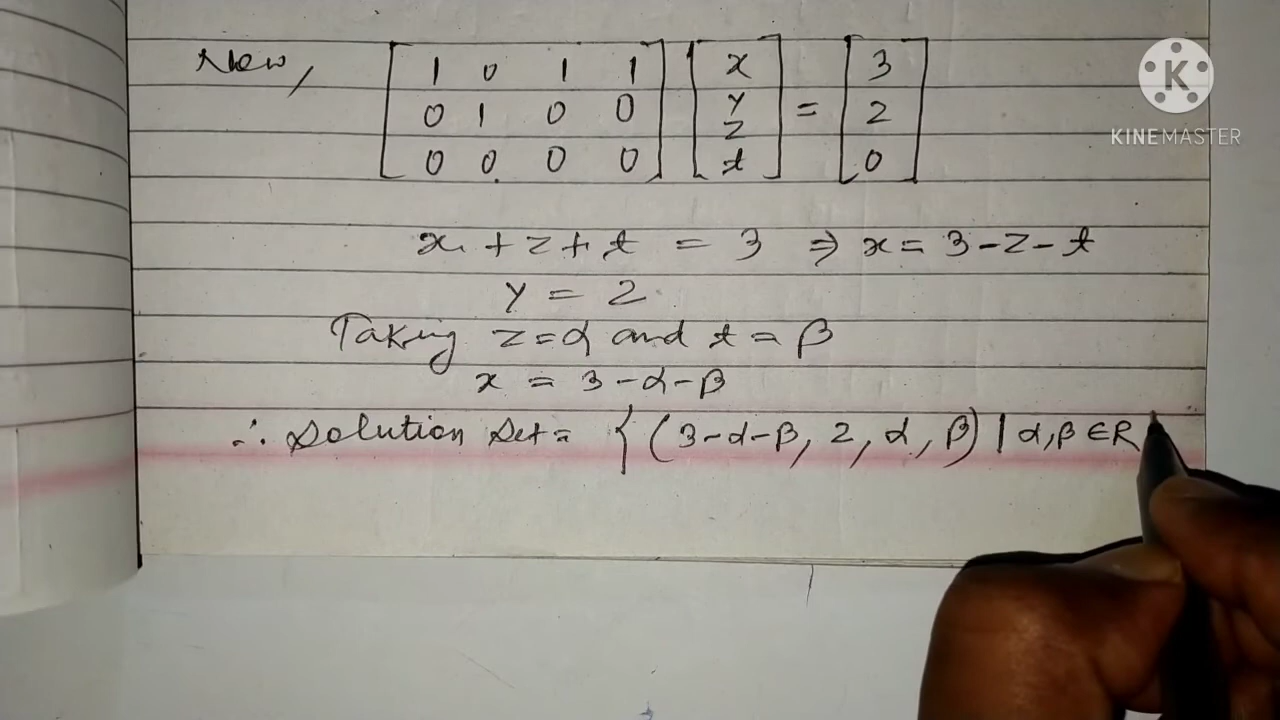 Now, [1 0 1 1] [x] = [3]
[0 1 0 0] [y] [2]
[z]
[0 0 0 0] [t] [0]
x + z + t = 3 ⇒ x = 3 - z - t
y = 2
Taking z = α and t = β
x = 3 - α - β
∴ Solution set = { (3-α-β, 2, α, β) | α, β ∈ R
KINEMASTER